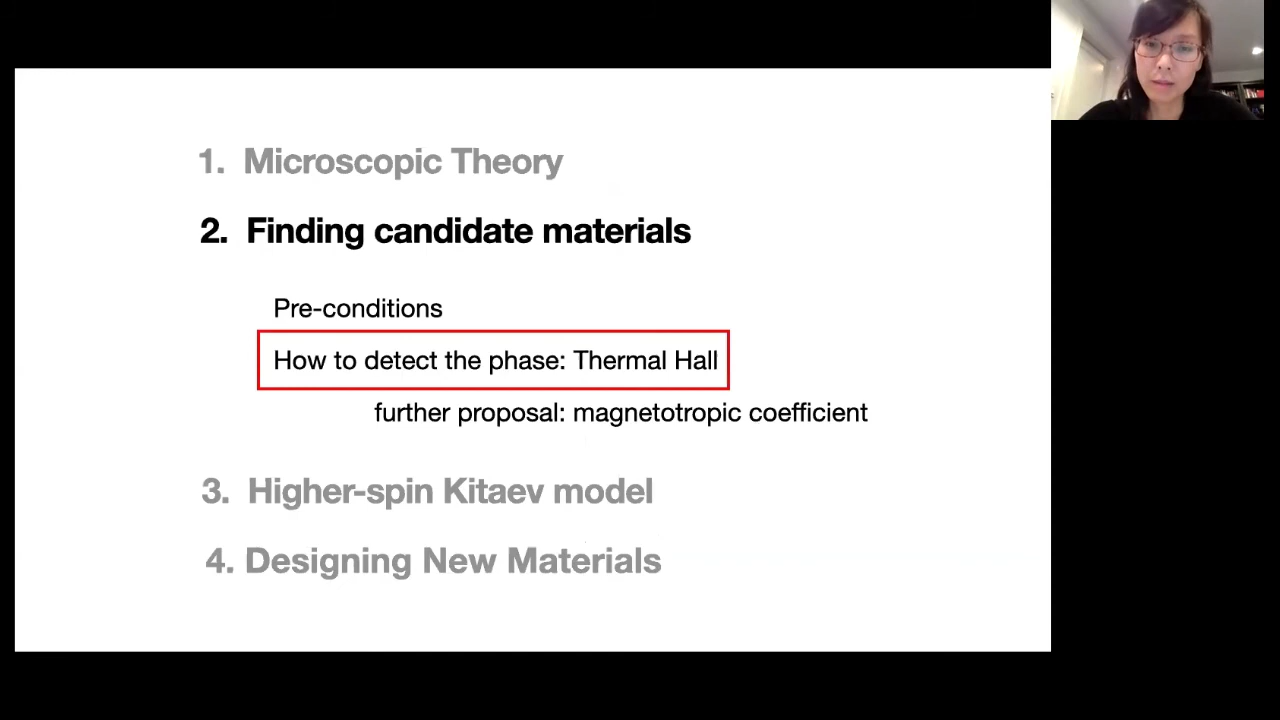 1. Microscopic Theory
2. Finding candidate materials
Pre-conditions
How to detect the phase: Thermal Hall
further proposal: magnetotropic coefficient
3. Higher-spin Kitaev model
4. Designing New Materials